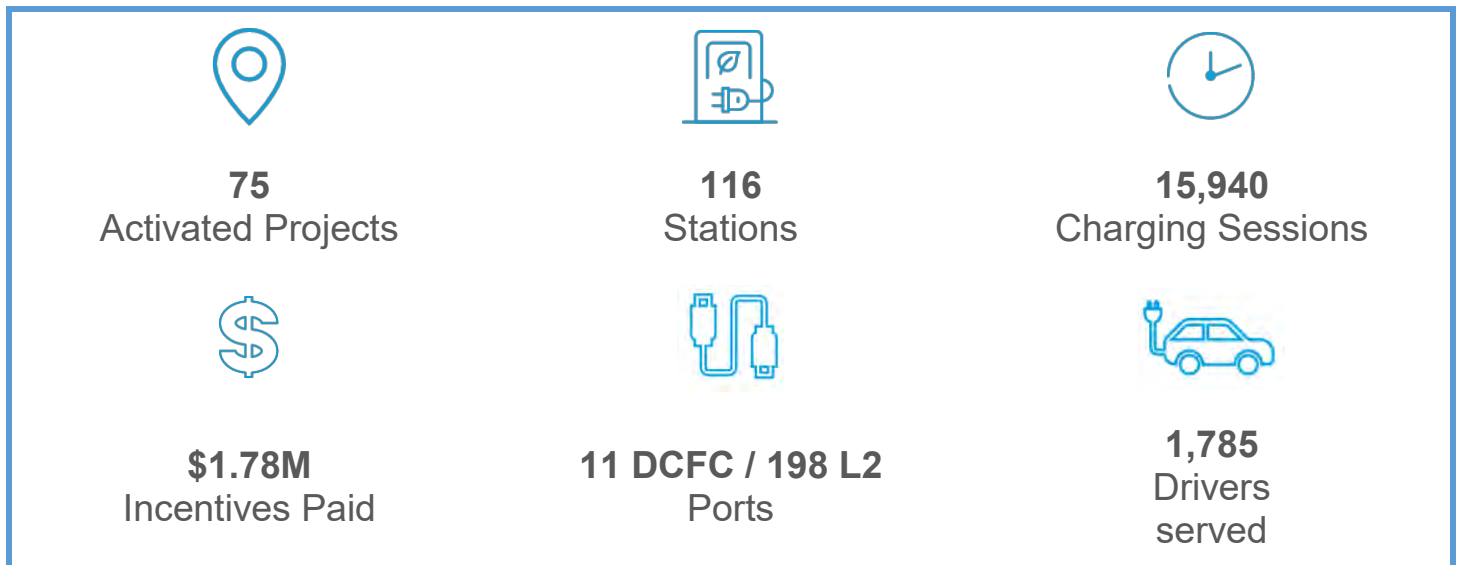 75
Activated Projects
116
Stations
15,940
Charging Sessions
$1.78M
Incentives Paid
11 DCFC / 198 L2
Ports
1,785
Drivers
served